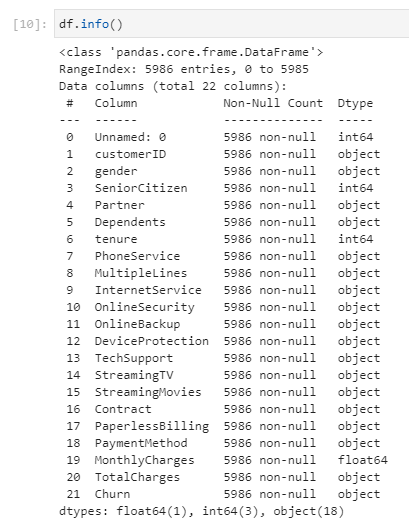 [10]: df.info()
<class 'pandas.core.frame.DataFrame'>
RangeIndex: 5986 entries, 0 to 5985
Data columns (total 22 columns):
 #   Column            Non-Null Count  Dtype
---  ------            --------------  -----
 0   Unnamed: 0        5986 non-null   int64
 1   customerID        5986 non-null   object
 2   gender            5986 non-null   object
 3   SeniorCitizen     5986 non-null   int64
 4   Partner           5986 non-null   object
 5   Dependents        5986 non-null   object
 6   tenure            5986 non-null   int64
 7   PhoneService      5986 non-null   object
 8   MultipleLines     5986 non-null   object
 9   InternetService   5986 non-null   object
 10  OnlineSecurity    5986 non-null   object
 11  OnlineBackup      5986 non-null   object
 12  DeviceProtection  5986 non-null   object
 13  TechSupport       5986 non-null   object
 14  StreamingTV       5986 non-null   object
 15  StreamingMovies   5986 non-null   object
 16  Contract          5986 non-null   object
 17  PaperlessBilling  5986 non-null   object
 18  PaymentMethod     5986 non-null   object
 19  MonthlyCharges    5986 non-null   float64
 20  TotalCharges      5986 non-null   object
 21  Churn             5986 non-null   object
dtypes: float64(1), int64(3), object(18)